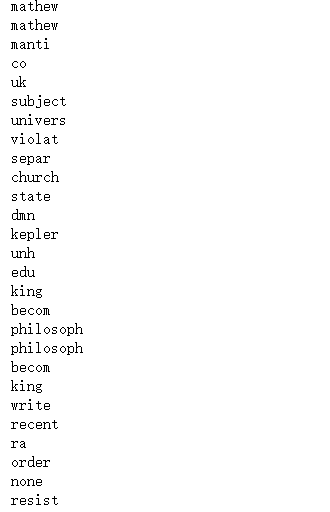 mathew
mathew
manti
co
uk
subject
univers
violat
separ
church
state
dmn
kepler
unh
edu
king
becom
philosoph
philosoph
becom
king
write
recent
ra
order
none
resist